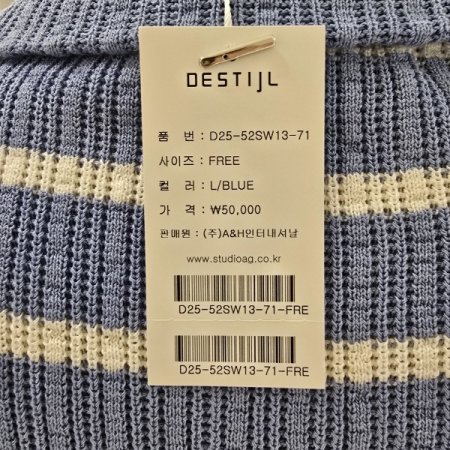 DESTIJL
품 번 : D25-52SW13-71
사이즈 : FREE
컬 러 : L/BLUE
가 격 : ₩50,000
판매원 : (주)A&H인터내셔날
www.studioag.co.kr
D25-52SW13-71-FRE
D25-52SW13-71-FRE